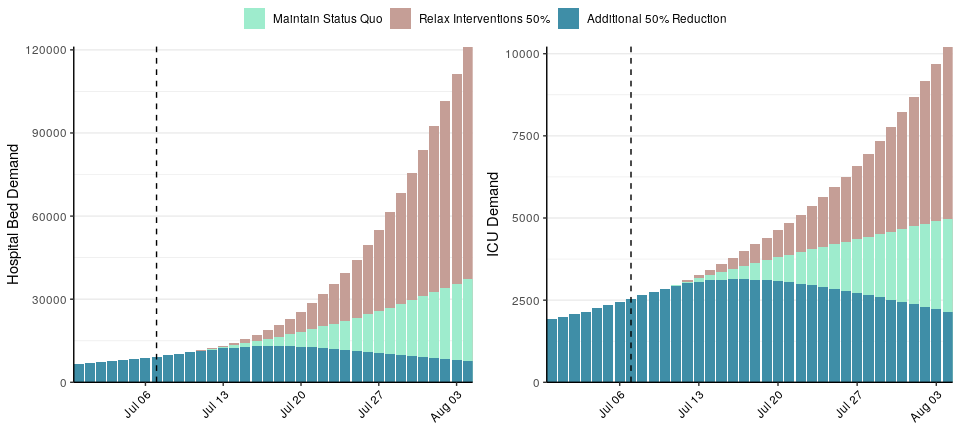 Maintain Status Quo Relax Interventions 50% Additional 50% Reduction
Hospital Bed Demand
120000
90000
60000
30000
0
Jul 06 Jul 13 Jul 20 Jul 27 Aug 03
ICU Demand
10000
7500
5000
2500
0
Jul 06 Jul 13 Jul 20 Jul 27 Aug 03